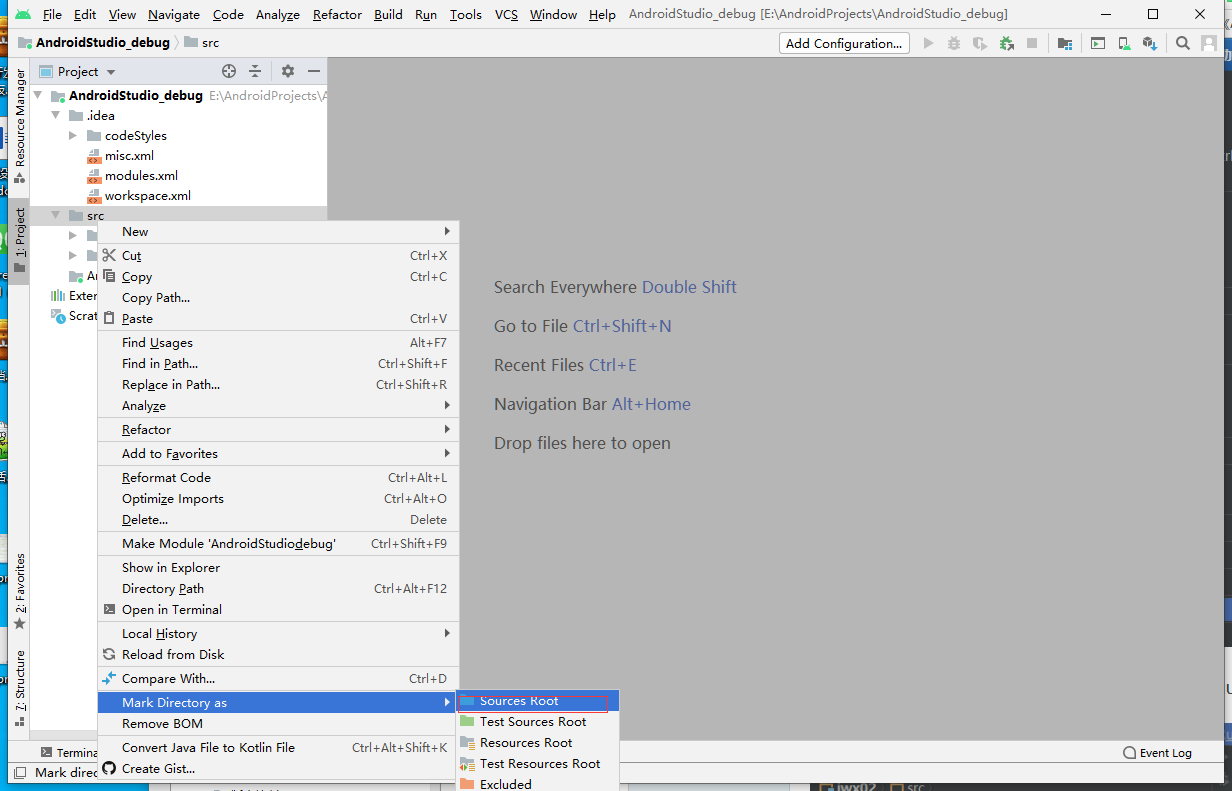 File Edit View Navigate Code Analyze Refactor Build Run Tools VCS Window Help AndroidStudio_debug [E:\AndroidProjects\AndroidStudio_debug]
AndroidStudio_debug src Add Configuration...
Resource Manager
1: Project
2: Favorites
7: Structure
Project
AndroidStudio_debug E:\AndroidProjects\
.idea
codeStyles
misc.xml
modules.xml
workspace.xml
src
New
Cut Ctrl+X
Copy Ctrl+C
Copy Path...
Paste Ctrl+V
Find Usages Alt+F7
Find in Path... Ctrl+Shift+F
Replace in Path... Ctrl+Shift+R
Analyze
Refactor
Add to Favorites
Reformat Code Ctrl+Alt+L
Optimize Imports Ctrl+Alt+O
Delete... Delete
Make Module 'AndroidStudiodebug' Ctrl+Shift+F9
Show in Explorer
Directory Path Ctrl+Alt+F12
Open in Terminal
Local History
Reload from Disk
Compare With... Ctrl+D
Mark Directory as
Remove BOM
Convert Java File to Kotlin File Ctrl+Alt+Shift+K
Create Gist...
Sources Root
Test Sources Root
Resources Root
Test Resources Root
Excluded
Search Everywhere Double Shift
Go to File Ctrl+Shift+N
Recent Files Ctrl+E
Navigation Bar Alt+Home
Drop files here to open
Exter
Scrat
Termina
Event Log
Mark direc
src